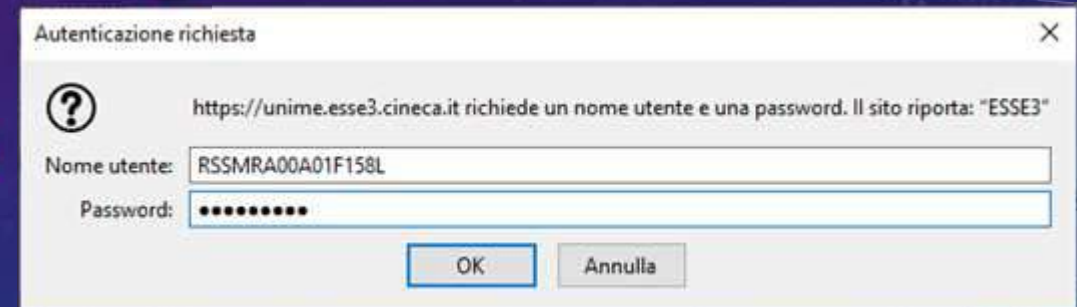 Autenticazione richiesta
https://unime.esse3.cineca.it richiede un nome utente e una password. Il sito riporta: "ESSE3"
Nome utente: RSSMRA00A01F158L
Password: •••••••••
OK Annulla